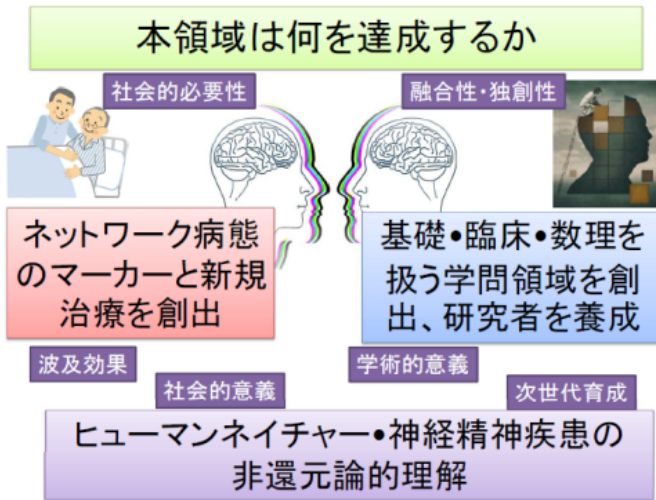 本領域は何を達成するか
社会的必要性
融合性・独創性
ネットワーク病態
のマーカーと新規
治療を創出
基礎•臨床•数理を
扱う学問領域を創
出、研究者を養成
波及効果
学術的意義
社会的意義
次世代育成
ヒューマンネイチャー•神経精神疾患の
非還元論的理解